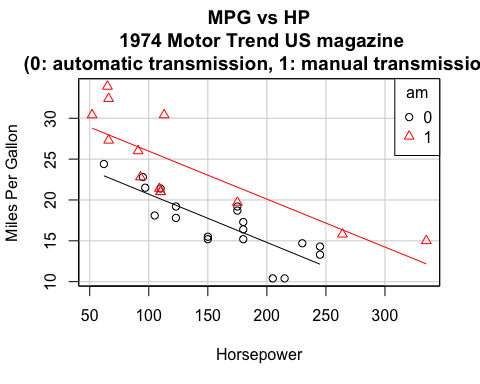 MPG vs HP
1974 Motor Trend US magazine
(0: automatic transmission, 1: manual transmissio
am
0
1
Miles Per Gallon
30
25
20
15
10
50 100 150 200 250 300
Horsepower